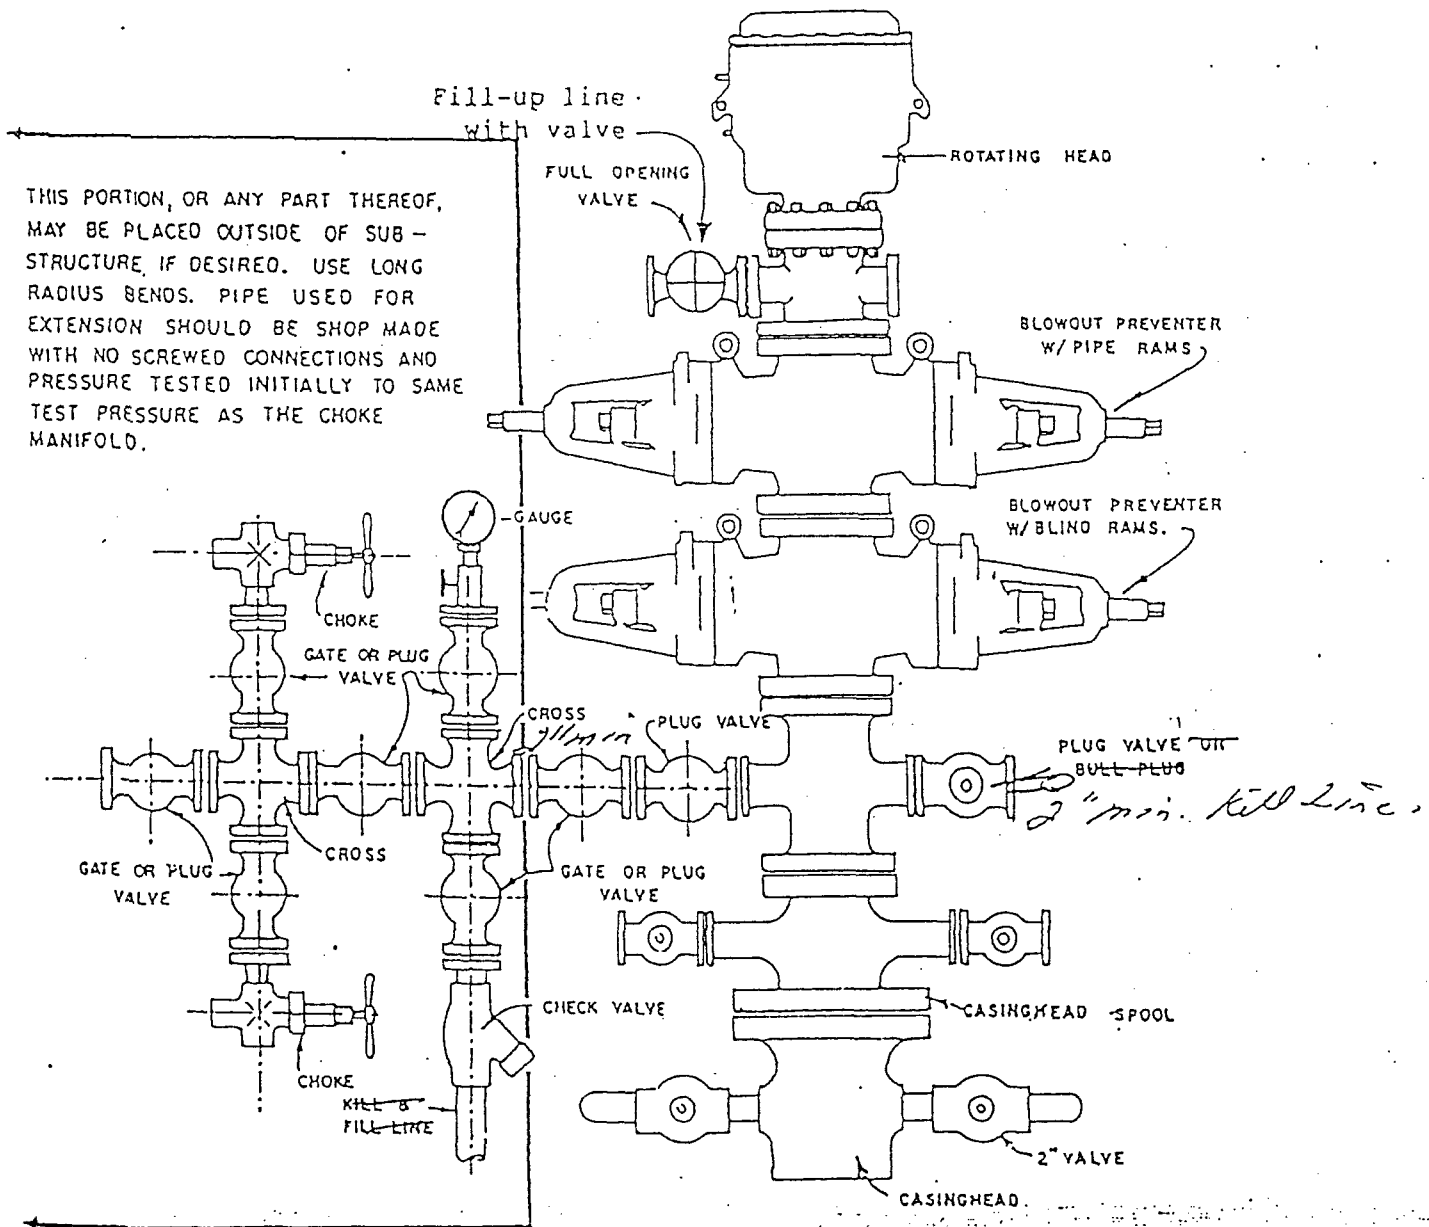 Fill-up line
with valve
FULL OPENING
VALVE
ROTATING HEAD
THIS PORTION, OR ANY PART THEREOF,
MAY BE PLACED OUTSIDE OF SUB-
STRUCTURE, IF DESIRED. USE LONG
RADIUS BENDS. PIPE USED FOR
EXTENSION SHOULD BE SHOP MADE
WITH NO SCREWED CONNECTIONS AND
PRESSURE TESTED INITIALLY TO SAME
TEST PRESSURE AS THE CHOKE
MANIFOLD.
BLOWOUT PREVENTER
W/ PIPE RAMS
BLOWOUT PREVENTER
W/ BLIND RAMS.
GAUGE
CHOKE
GATE OR PLUG
VALVE
CROSS
"min
PLUG VALVE
PLUG VALVE OR
BULL PLUG
2" min. Kill Line.
CROSS
GATE OR PLUG
VALVE
GATE OR PLUG
VALVE
CHECK VALVE
CASINGHEAD SPOOL
CHOKE
KILL &
FILL LINE
2" VALVE
CASINGHEAD